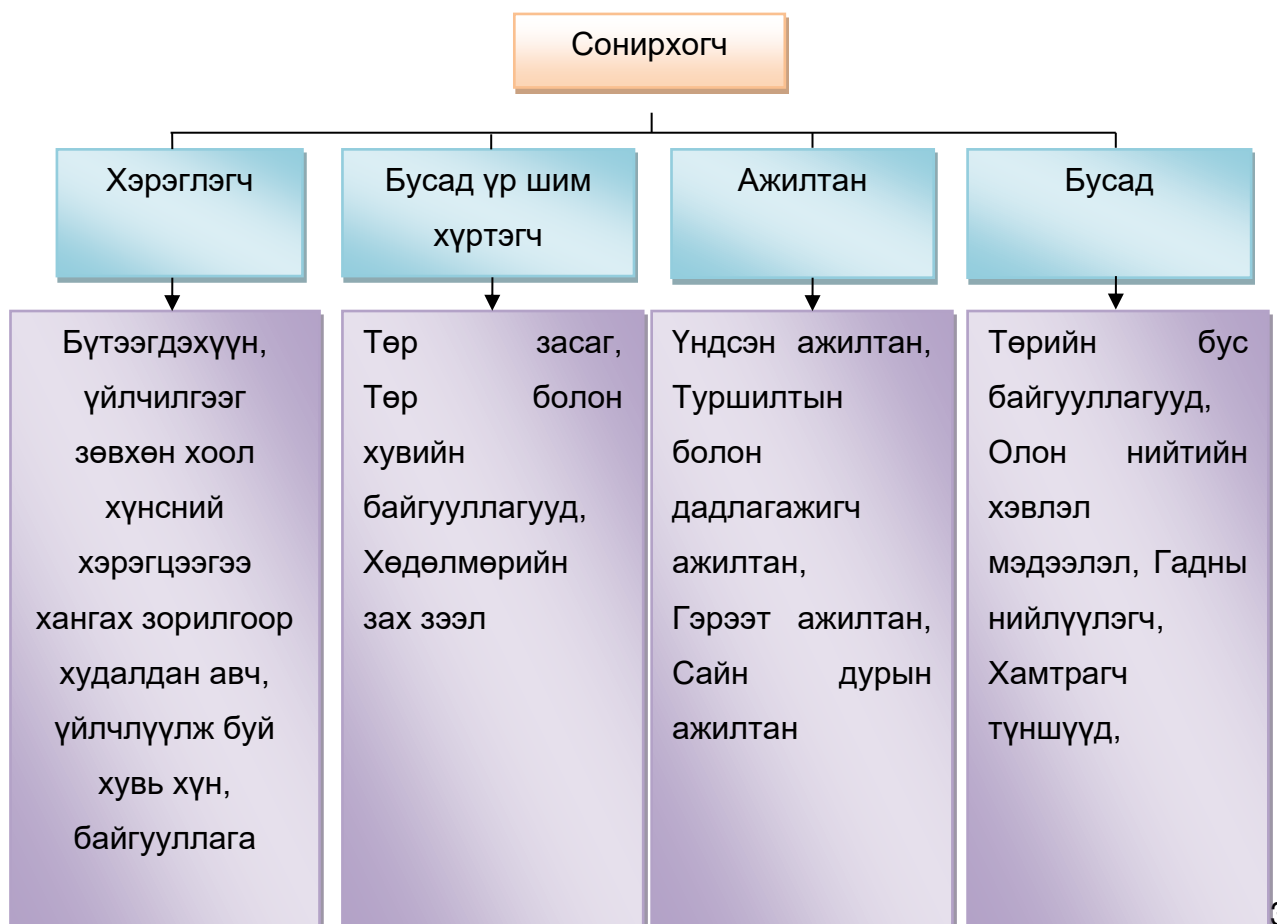 Сонирхогч
Хэрэглэгч
Бусад үр шим
хүртэгч
Ажилтан
Бусад
Бүтээгдэхүүн,
үйлчилгээг
зөвхөн хоол
хүнсний
хэрэгцээгээ
хангах зорилгоор
худалдан авч,
үйлчлүүлж буй
хувь хүн,
байгууллага
Төр засаг,
Төр болон
хувийн
байгууллагууд,
Хөдөлмөрийн
зах зээл
Үндсэн ажилтан,
Туршилтын
болон
дадлагажигч
ажилтан,
Гэрээт ажилтан,
Сайн дурын
ажилтан
Төрийн бус
байгууллагууд,
Олон нийтийн
хэвлэл
мэдээлэл, Гадны
нийлүүлэгч,
Хамтрагч
түншүүд,